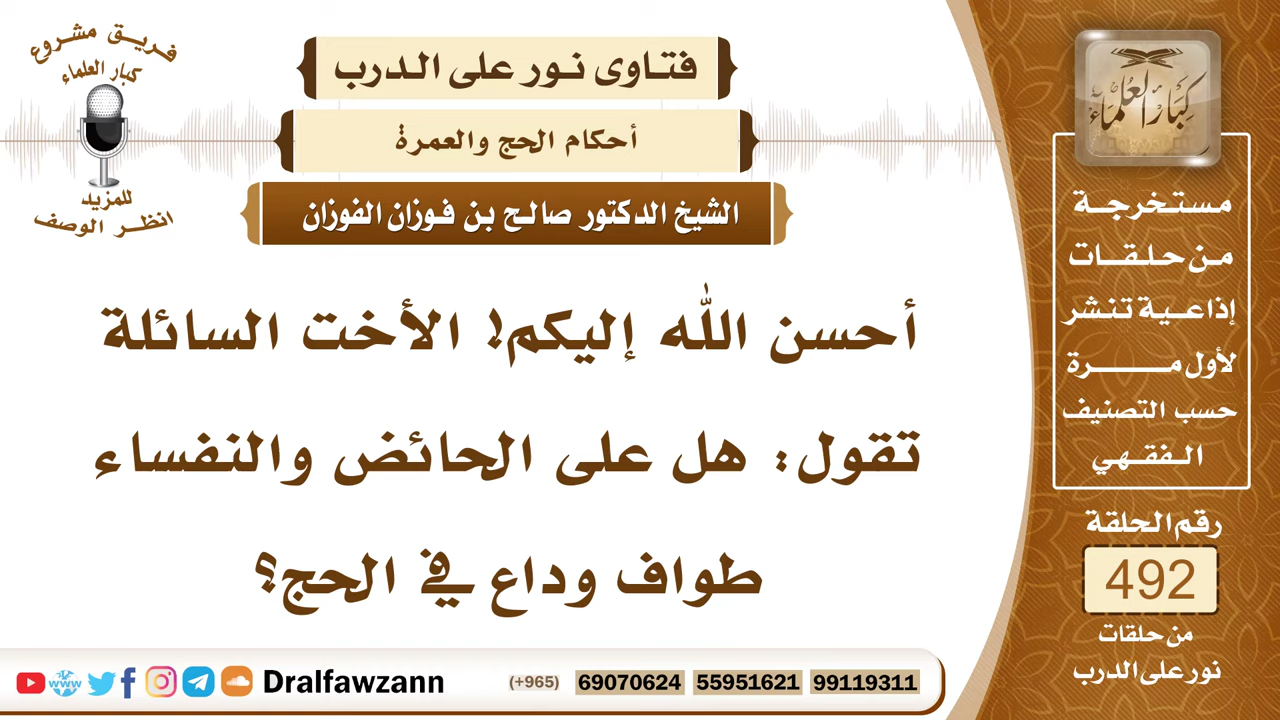 فريق مشروع
كبار العلماء
للمزيد
انظر الوصف
فتاوى نور على الدرب
أحكام الحج والعمرة
الشيخ الدكتور صالح بن فوزان الفوزان
أحسن الله إليكم! الأخت السائلة
تقول: هل على الحائض والنفساء
طواف وداع في الحج؟
كبار العلماء
مستخرجة
من حلقات
إذاعية تنشر
لأول مرة
حسب التصنيف
الفقهي
رقم الحلقة
492
من حلقات
نور على الدرب
www Dralfawzann (+965) 69070624 55951621 99119311